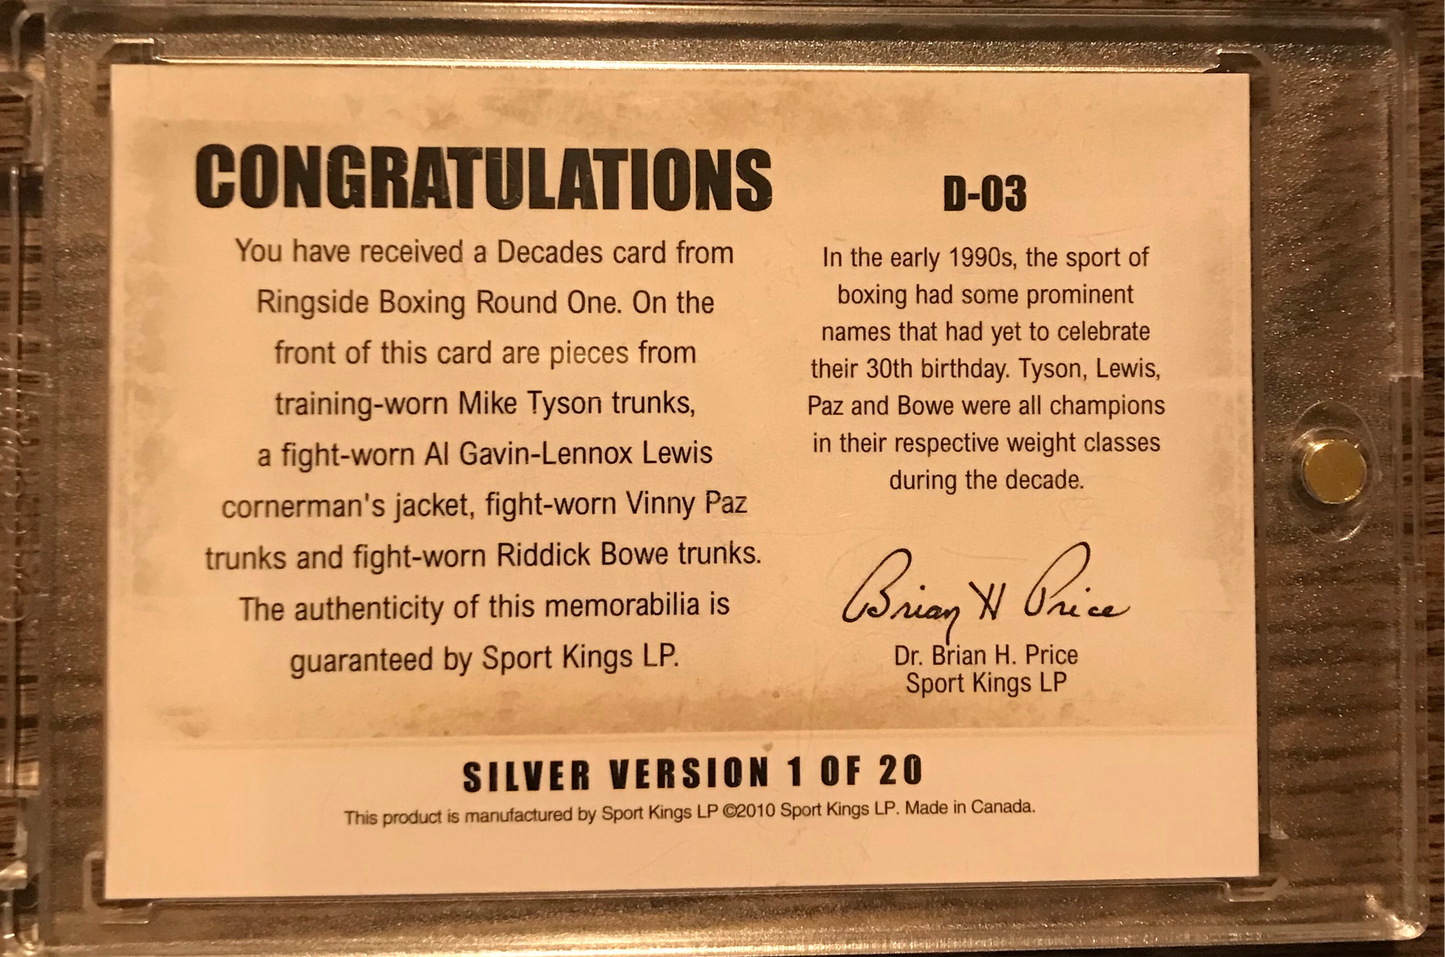 CONGRATULATIONS
You have received a Decades card from
Ringside Boxing Round One. On the
front of this card are pieces from
training-worn Mike Tyson trunks,
a fight-worn Al Gavin-Lennox Lewis
cornerman's jacket, fight-worn Vinny Paz
trunks and fight-worn Riddick Bowe trunks.
The authenticity of this memorabilia is
guaranteed by Sport Kings LP.
D-03
In the early 1990s, the sport of
boxing had some prominent
names that had yet to celebrate
their 30th birthday. Tyson, Lewis,
Paz and Bowe were all champions
in their respective weight classes
during the decade.
Brian H Price
Dr. Brian H. Price
Sport Kings LP
SILVER VERSION 1 OF 20
This product is manufactured by Sport Kings LP ©2010 Sport Kings LP. Made in Canada.